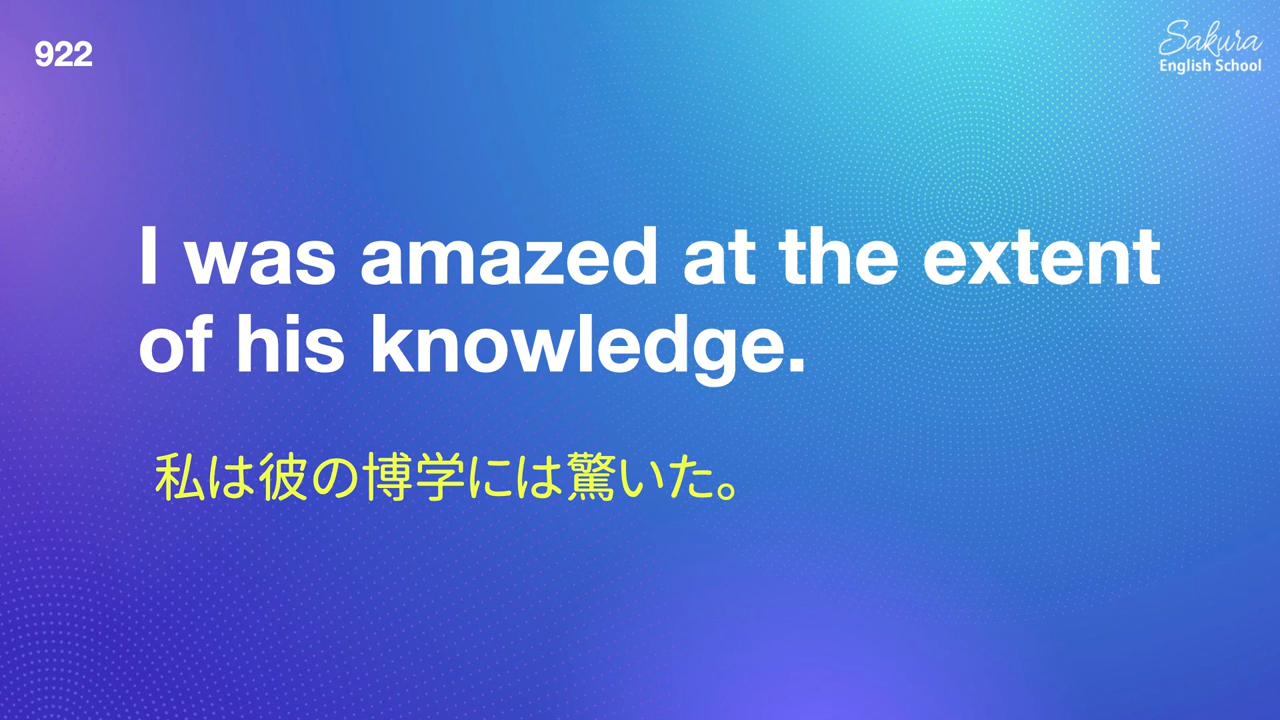 922
Sakura
English School
I was amazed at the extent
of his knowledge.
私は彼の博学には驚いた。